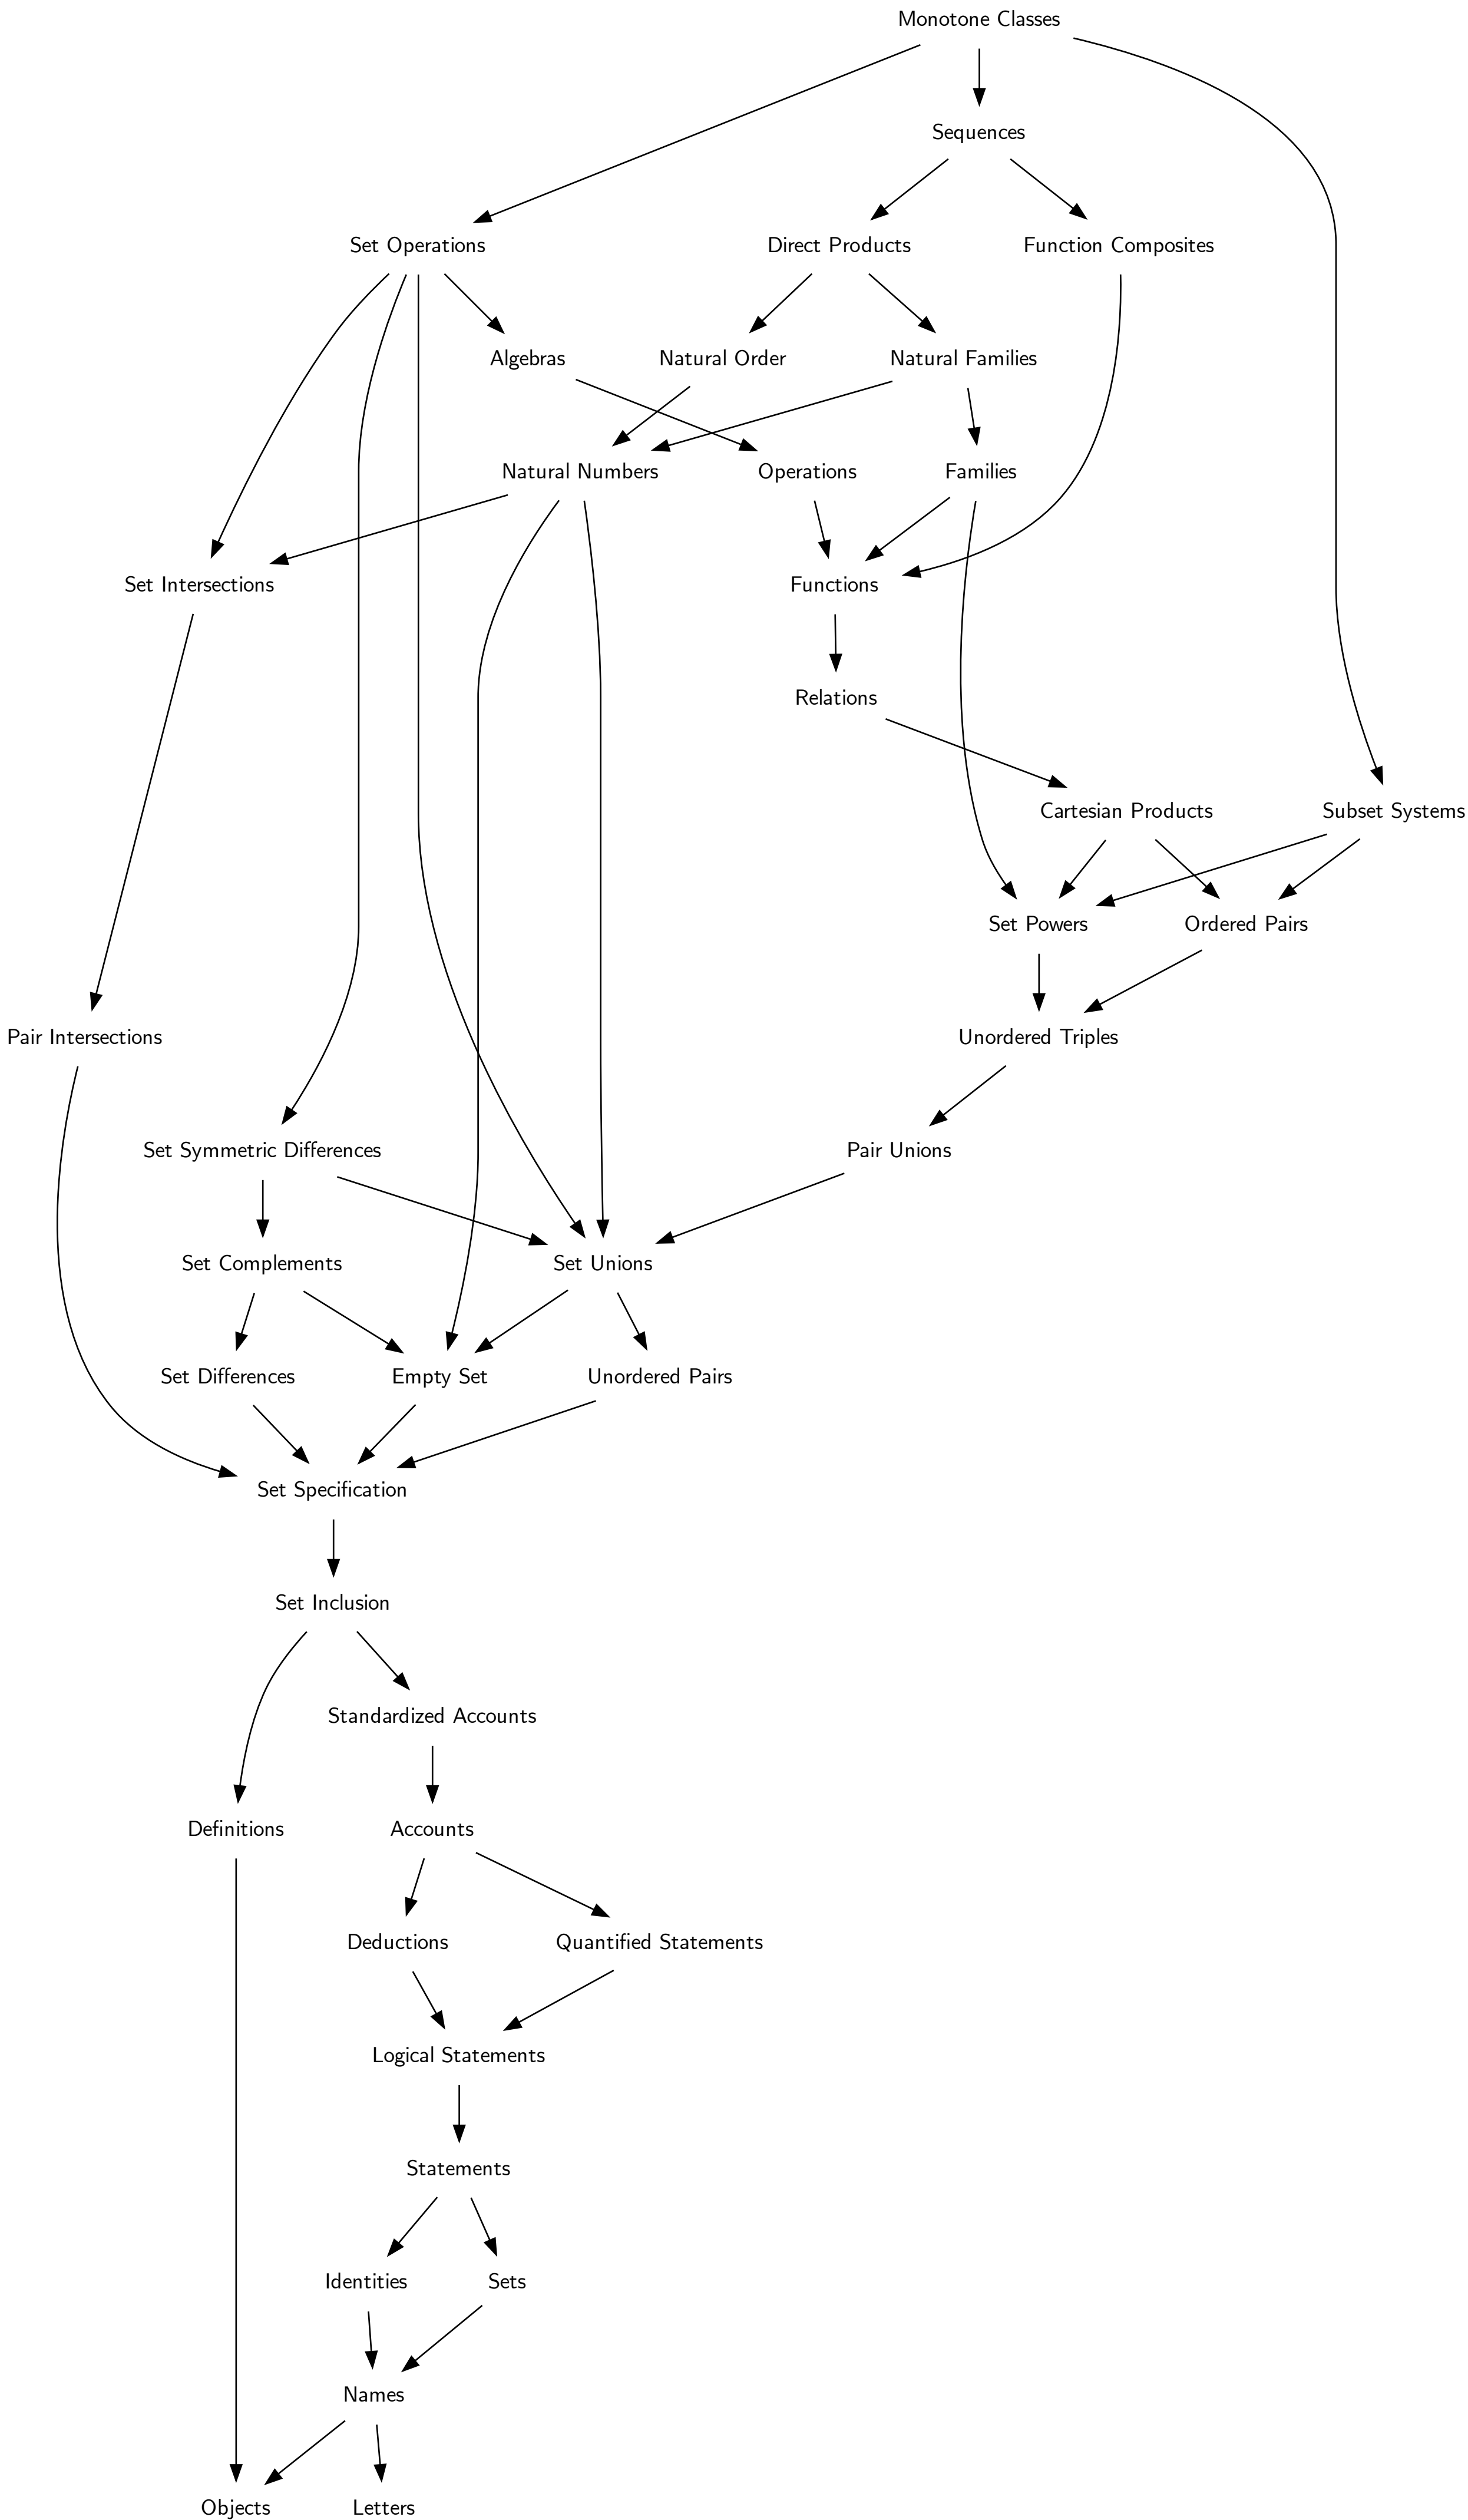 Monotone Classes
Sequences
Set Operations
Direct Products
Function Composites
Algebras
Natural Order
Natural Families
Natural Numbers
Operations
Families
Set Intersections
Functions
Relations
Cartesian Products
Subset Systems
Set Powers
Ordered Pairs
Pair Intersections
Unordered Triples
Set Symmetric Differences
Pair Unions
Set Complements
Set Unions
Set Differences
Empty Set
Unordered Pairs
Set Specification
Set Inclusion
Standardized Accounts
Definitions
Accounts
Deductions
Quantified Statements
Logical Statements
Statements
Identities
Sets
Names
Objects
Letters